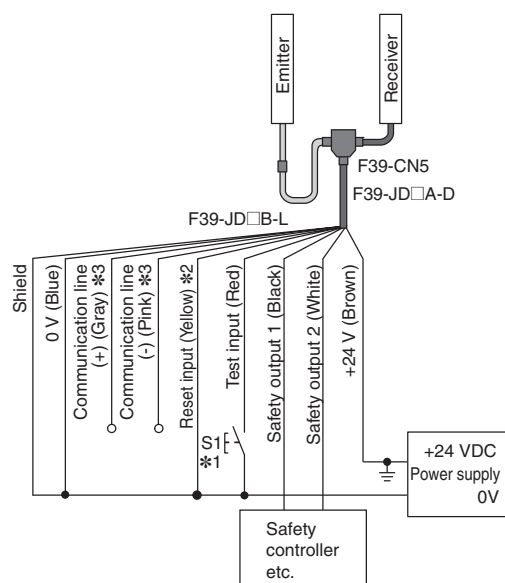 Emitter
Receiver
F39-CN5
F39-JD□A-D
F39-JD□B-L
Shield
0 V (Blue)
Communication line
(+) (Gray) *3
Communication line
(-) (Pink) *3
Reset input (Yellow) *2
Test input (Red)
Safety output 1 (Black)
Safety output 2 (White)
+24 V (Brown)
S1
*1
+24 VDC
Power supply
0V
Safety
controller
etc.